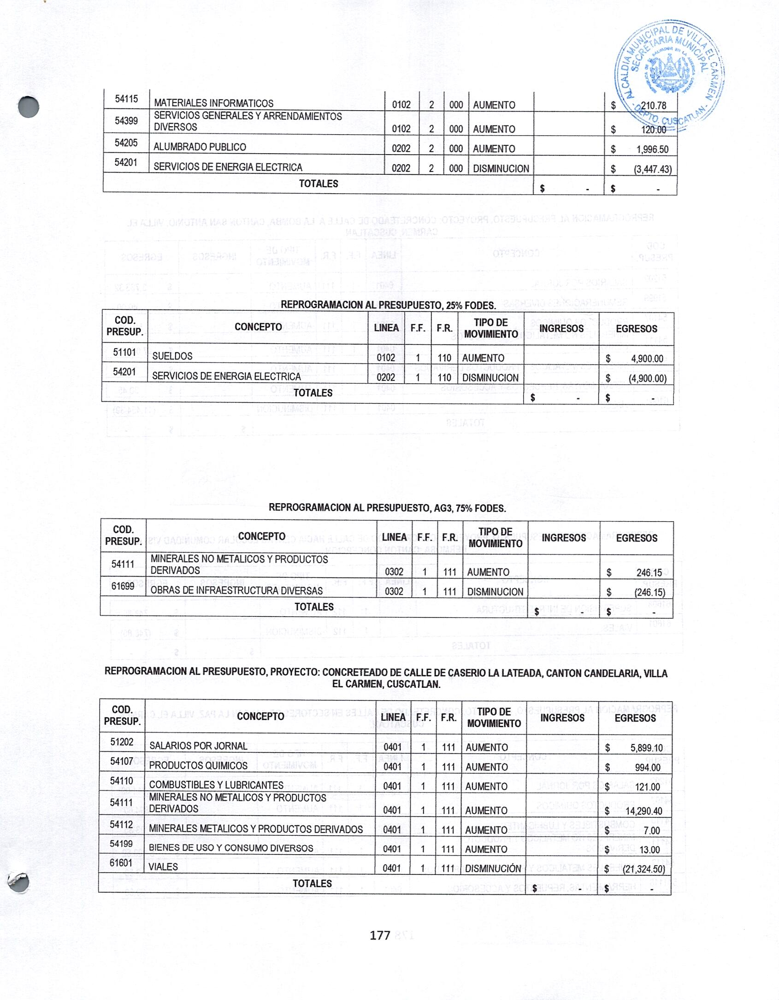 ALCALDIA MUNICIPAL DE VILLA EL CARMEN
SECRETARIA MUNICIPAL
REPUBLICA DE EL SALVADOR EN LA AMERICA CENTRAL
- DEPTO. CUSCATLAN -
54115 MATERIALES INFORMATICOS 0102 2 000 AUMENTO $ 210.78
54399 SERVICIOS GENERALES Y ARRENDAMIENTOS
DIVERSOS 0102 2 000 AUMENTO $ 120.00
54205 ALUMBRADO PUBLICO 0202 2 000 AUMENTO $ 1,996.50
54201 SERVICIOS DE ENERGIA ELECTRICA 0202 2 000 DISMINUCION $ (3,447.43)
TOTALES $ - $ -
REPROGRAMACION AL PRESUPUESTO, 25% FODES.
COD. PRESUP. CONCEPTO LINEA F.F. F.R. TIPO DE MOVIMIENTO INGRESOS EGRESOS
51101 SUELDOS 0102 1 110 AUMENTO $ 4,900.00
54201 SERVICIOS DE ENERGIA ELECTRICA 0202 1 110 DISMINUCION $ (4,900.00)
TOTALES $ - $ -
REPROGRAMACION AL PRESUPUESTO, AG3, 75% FODES.
COD. PRESUP. CONCEPTO LINEA F.F. F.R. TIPO DE MOVIMIENTO INGRESOS EGRESOS
54111 MINERALES NO METALICOS Y PRODUCTOS
DERIVADOS 0302 1 111 AUMENTO $ 246.15
61699 OBRAS DE INFRAESTRUCTURA DIVERSAS 0302 1 111 DISMINUCION $ (246.15)
TOTALES $ - $ -
REPROGRAMACION AL PRESUPUESTO, PROYECTO: CONCRETEADO DE CALLE DE CASERIO LA LATEADA, CANTON CANDELARIA, VILLA
EL CARMEN, CUSCATLAN.
COD. PRESUP. CONCEPTO LINEA F.F. F.R. TIPO DE MOVIMIENTO INGRESOS EGRESOS
51202 SALARIOS POR JORNAL 0401 1 111 AUMENTO $ 5,899.10
54107 PRODUCTOS QUIMICOS 0401 1 111 AUMENTO $ 994.00
54110 COMBUSTIBLES Y LUBRICANTES 0401 1 111 AUMENTO $ 121.00
54111 MINERALES NO METALICOS Y PRODUCTOS
DERIVADOS 0401 1 111 AUMENTO $ 14,290.40
54112 MINERALES METALICOS Y PRODUCTOS DERIVADOS 0401 1 111 AUMENTO $ 7.00
54199 BIENES DE USO Y CONSUMO DIVERSOS 0401 1 111 AUMENTO $ 13.00
61601 VIALES 0401 1 111 DISMINUCIÓN $ (21,324.50)
TOTALES $ - $ -
177